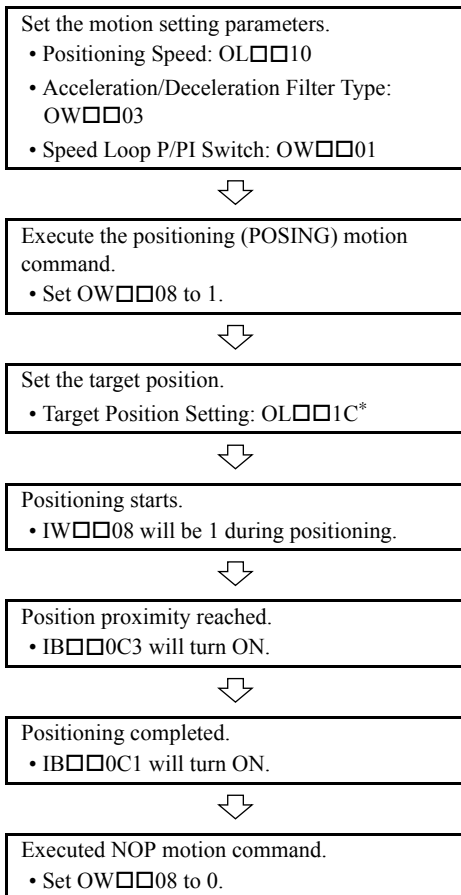 Set the motion setting parameters.
• Positioning Speed: OL□□10
• Acceleration/Deceleration Filter Type:
OW□□03
• Speed Loop P/PI Switch: OW□□01
Execute the positioning (POSING) motion
command.
• Set OW□□08 to 1.
Set the target position.
• Target Position Setting: OL□□1C*
Positioning starts.
• IW□□08 will be 1 during positioning.
Position proximity reached.
• IB□□0C3 will turn ON.
Positioning completed.
• IB□□0C1 will turn ON.
Executed NOP motion command.
• Set OW□□08 to 0.